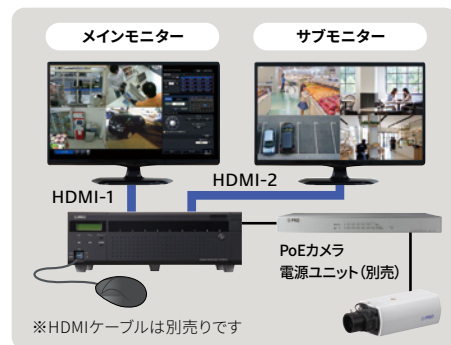 メインモニター
サブモニター
HDMI-1
HDMI-2
PoEカメラ
電源ユニット（別売）
※HDMIケーブルは別売りです